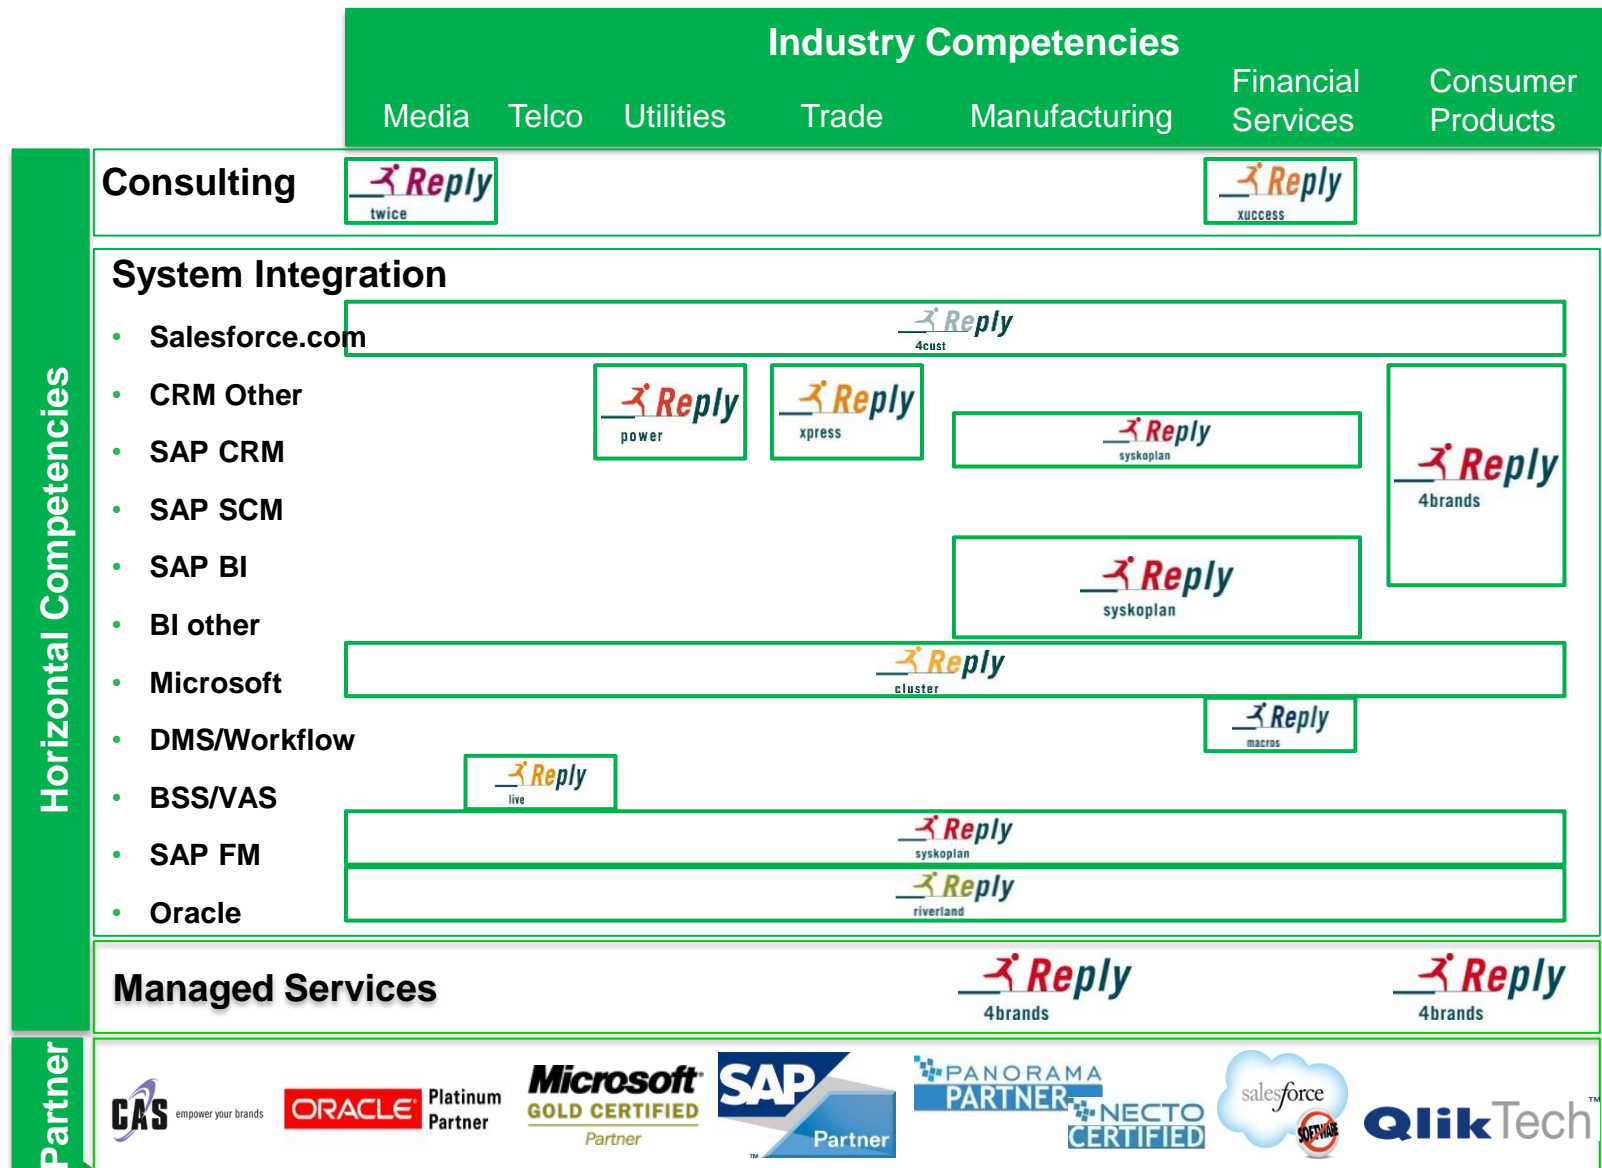 Industry Competencies
Media Telco Utilities Trade Manufacturing Financial Services Consumer Products
Horizontal Competencies
Consulting
Reply
twice
Reply
xuccess
System Integration
• Salesforce.com
Reply
4cust
• CRM Other
Reply
power
Reply
xpress
• SAP CRM
Reply
syskoplan
Reply
4brands
• SAP SCM
• SAP BI
Reply
syskoplan
• BI other
• Microsoft
Reply
cluster
• DMS/Workflow
Reply
macros
• BSS/VAS
Reply
live
• SAP FM
Reply
syskoplan
• Oracle
Reply
riverland
Managed Services
Reply
4brands
Reply
4brands
Partner
CAS empower your brands
ORACLE Platinum Partner
Microsoft
GOLD CERTIFIED
Partner
SAP
Partner
TM
PANORAMA
PARTNER
NECTO
CERTIFIED
salesforce
SOFTWARE
QlikTech™